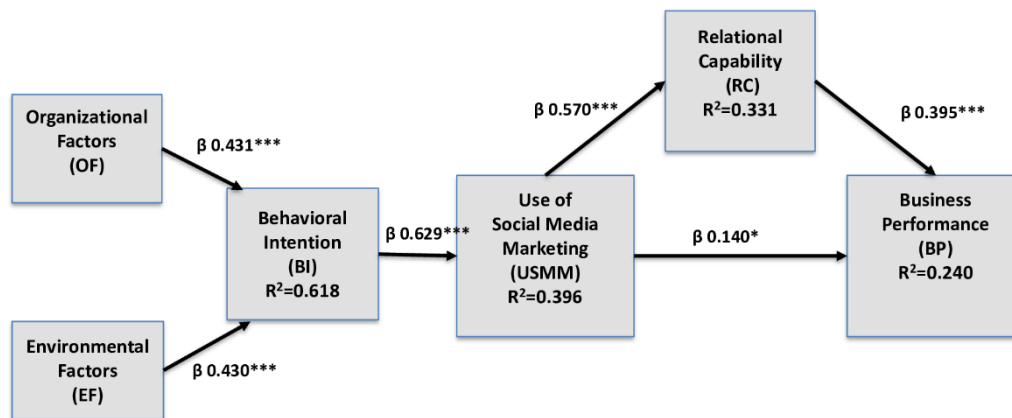 Organizational
Factors
(OF)
β 0.431***
Environmental
Factors
(EF)
β 0.430***
Behavioral
Intention
(BI)
R²=0.618
β 0.629***
Use of
Social Media
Marketing
(USMM)
R²=0.396
β 0.570***
Relational
Capability
(RC)
R²=0.331
β 0.395***
β 0.140*
Business
Performance
(BP)
R²=0.240